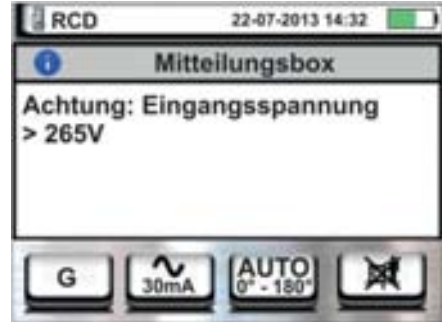 RCD 22-07-2013 14:32
Mitteilungsbox
Achtung: Eingangsspannung
> 265V
G
30mA
AUTO
0° - 180°